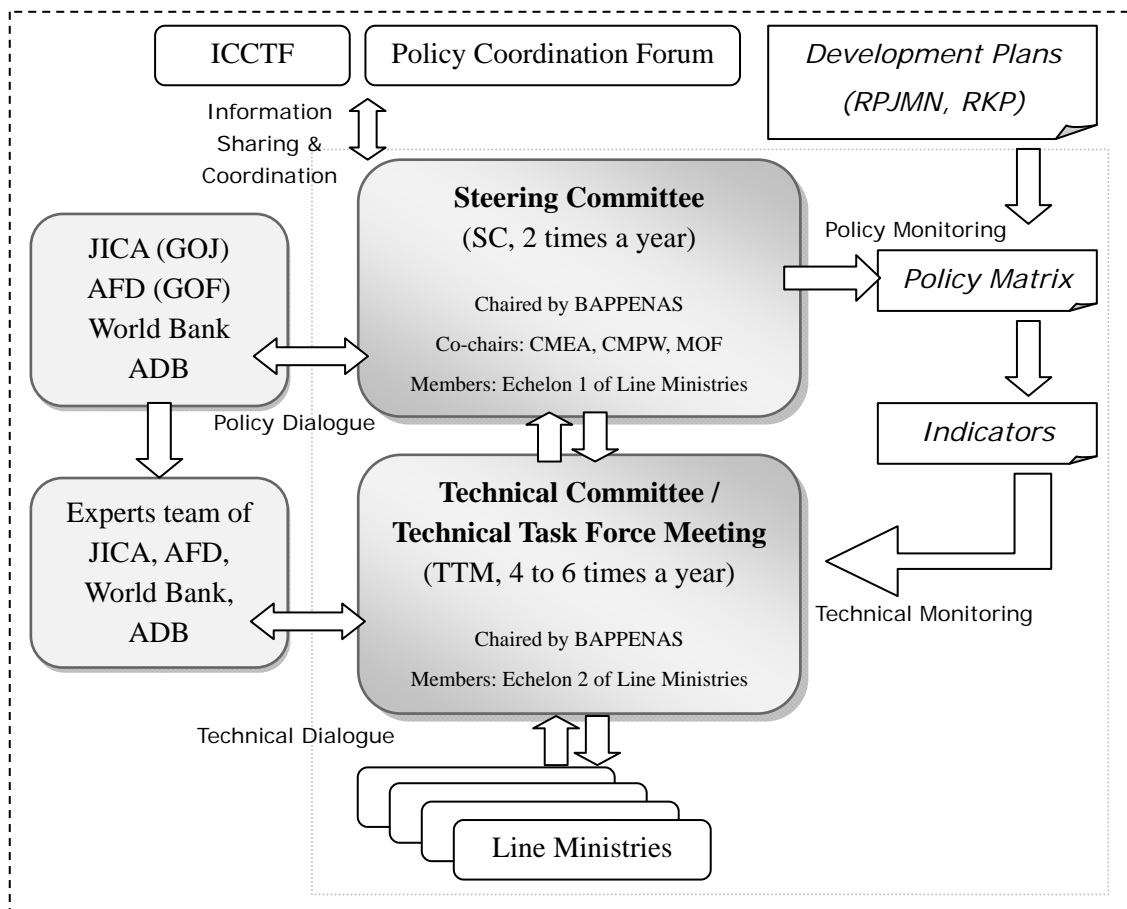 ICCTF
Policy Coordination Forum
Development Plans
(RPJMN, RKP)
Information
Sharing &
Coordination
Steering Committee
(SC, 2 times a year)
Chaired by BAPPENAS
Co-chairs: CMEA, CMPW, MOF
Members: Echelon 1 of Line Ministries
JICA (GOJ)
AFD (GOF)
World Bank
ADB
Policy Monitoring
Policy Matrix
Policy Dialogue
Indicators
Experts team of
JICA, AFD,
World Bank,
ADB
Technical Committee /
Technical Task Force Meeting
(TTM, 4 to 6 times a year)
Chaired by BAPPENAS
Members: Echelon 2 of Line Ministries
Technical Monitoring
Technical Dialogue
Line Ministries